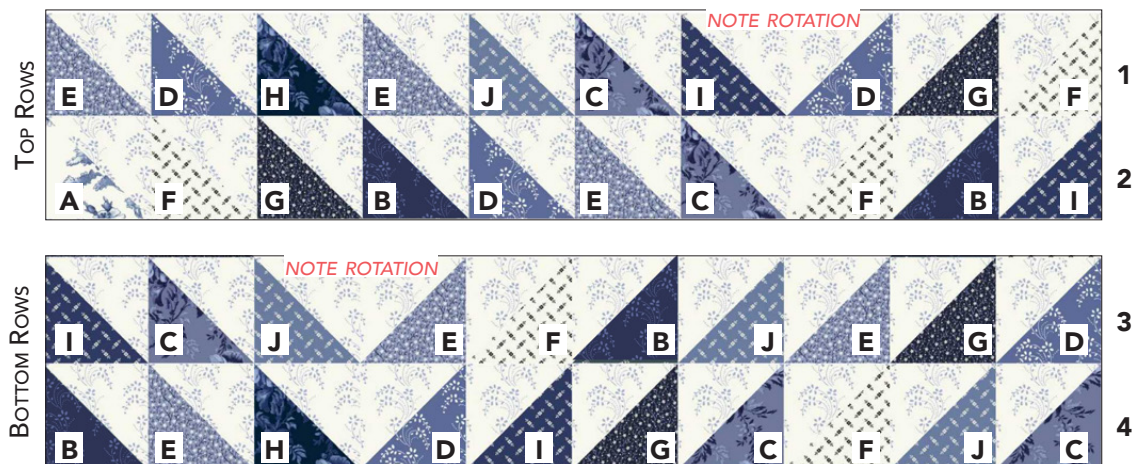 TOP ROWS
NOTE ROTATION
E D H E J C I D G F 1
A F G B D E C F B I 2
BOTTOM ROWS
NOTE ROTATION
I C J E F B J E G D 3
B E H D I G C F J C 4